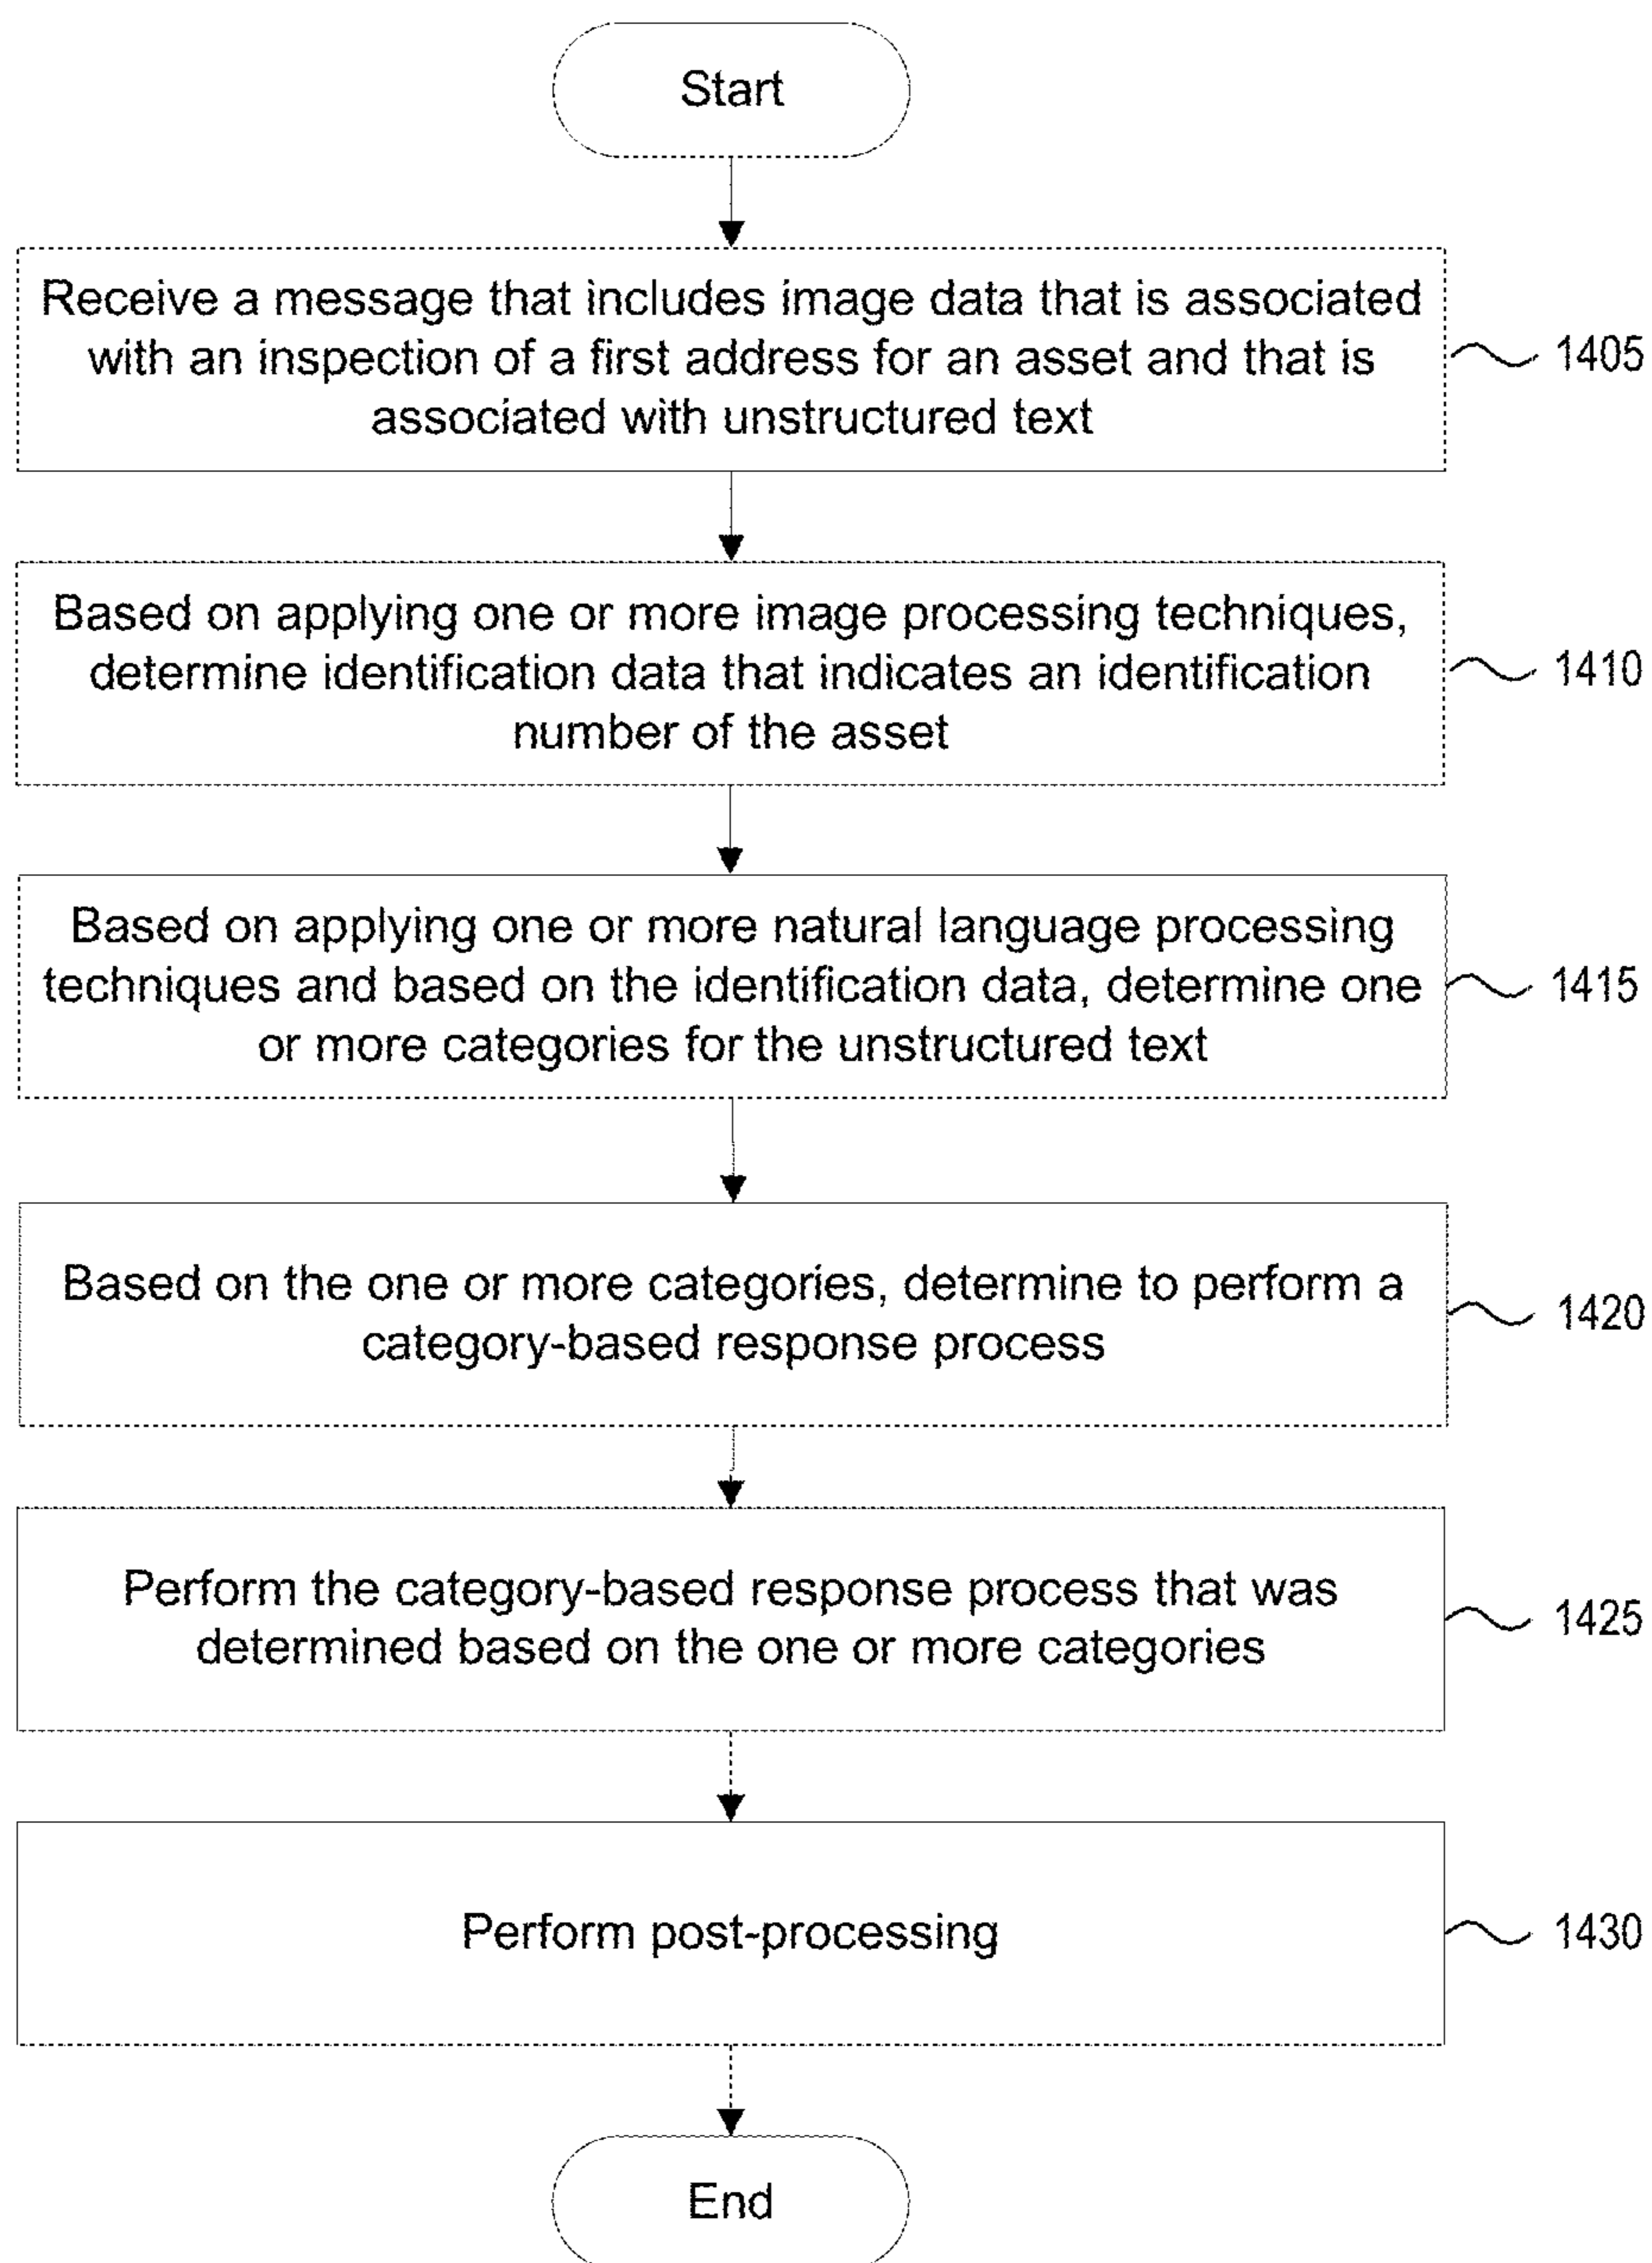 Start
Receive a message that includes image data that is associated
with an inspection of a first address for an asset and that is
associated with unstructured text
1405
Based on applying one or more image processing techniques,
determine identification data that indicates an identification
number of the asset
1410
Based on applying one or more natural language processing
techniques and based on the identification data, determine one
or more categories for the unstructured text
1415
Based on the one or more categories, determine to perform a
category-based response process
1420
Perform the category-based response process that was
determined based on the one or more categories
1425
Perform post-processing
1430
End